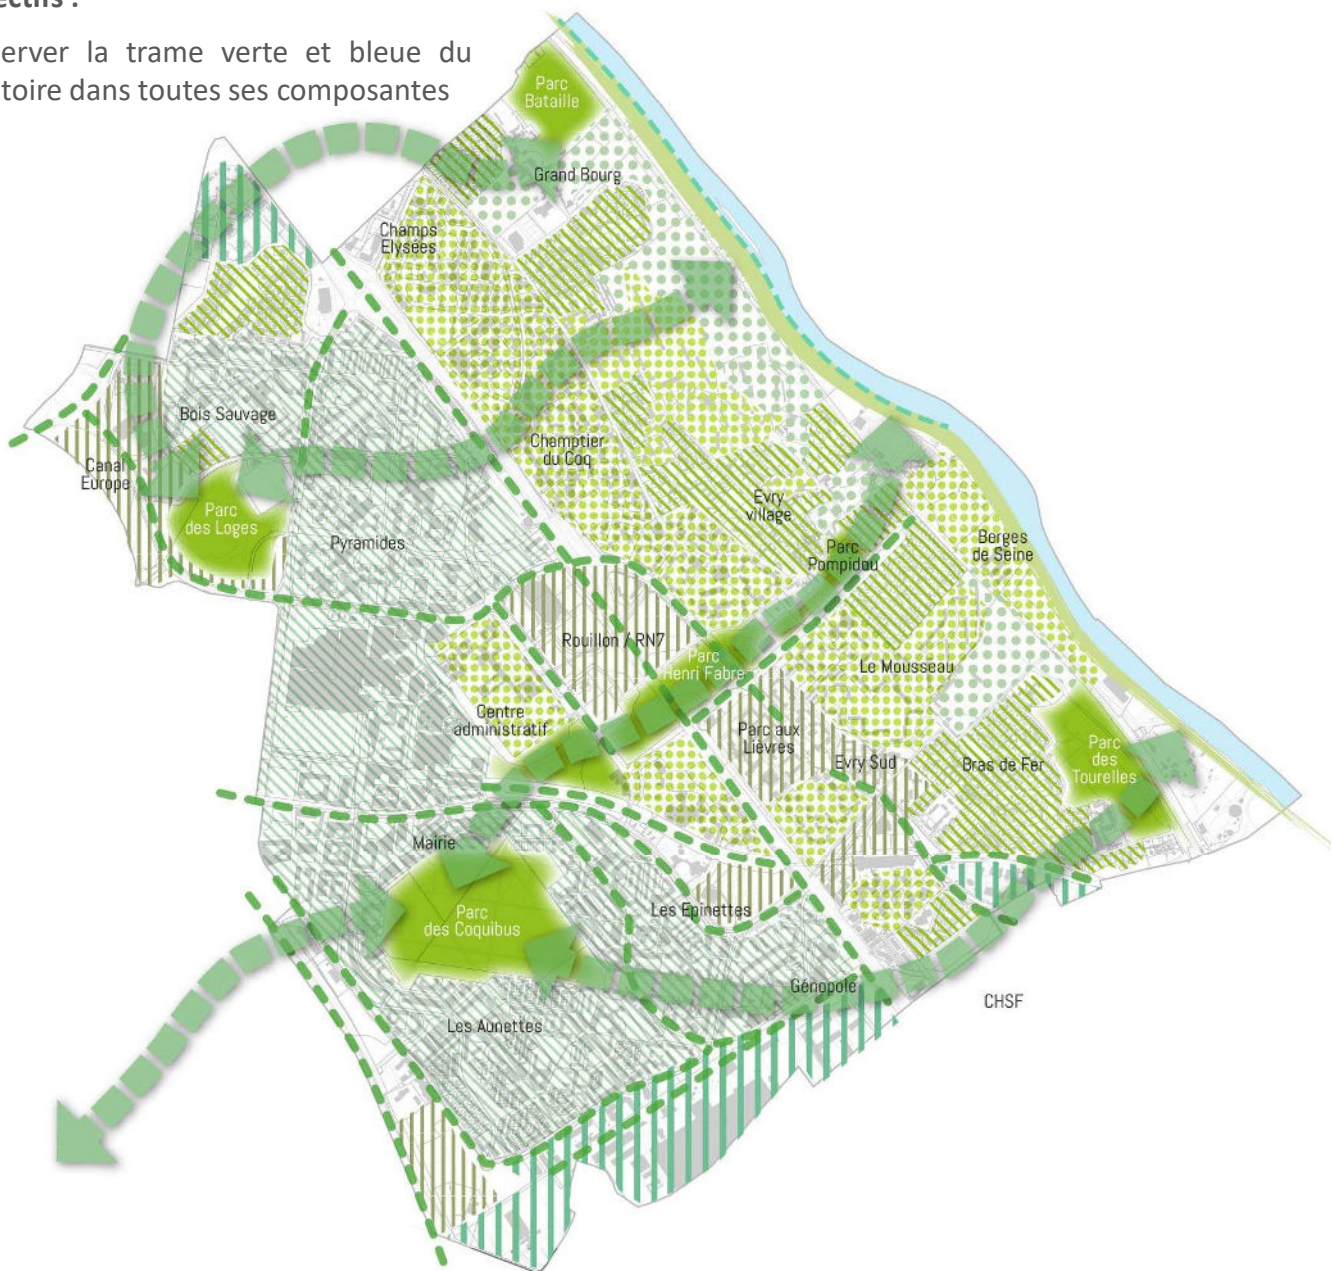 ectifs :
erver la trame verte et bleue du
toire dans toutes ses composantes
Parc
Bataille
Grand Bourg
Champs
Elysées
Bois Sauvage
Canal
Europe
Parc
des Loges
Pyramides
Champtier
du Coq
Evry
village
Parc
Pompidou
Berges
de Seine
Rouillon / RN7
Parc
Henri Fabre
Le Mousseau
Centre
administratif
Parc aux
Lièvres
Evry Sud
Bras de Fer
Parc
des
Tourelles
Mairie
Parc
des Coquibus
Les Epinettes
Génopole
CHSF
Les Aunettes